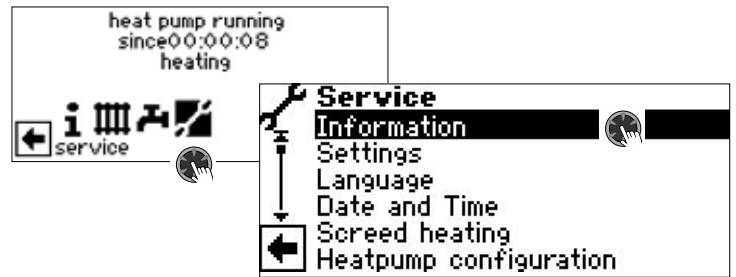 heat pump running
since00:00:08
heating
service
Service
Information
Settings
Language
Date and Time
Screed heating
Heatpump configuration